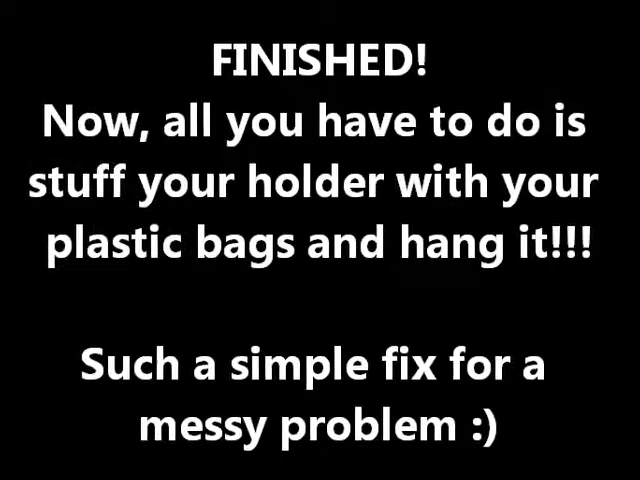 FINISHED!
Now, all you have to do is
stuff your holder with your
plastic bags and hang it!!!
Such a simple fix for a
messy problem :)